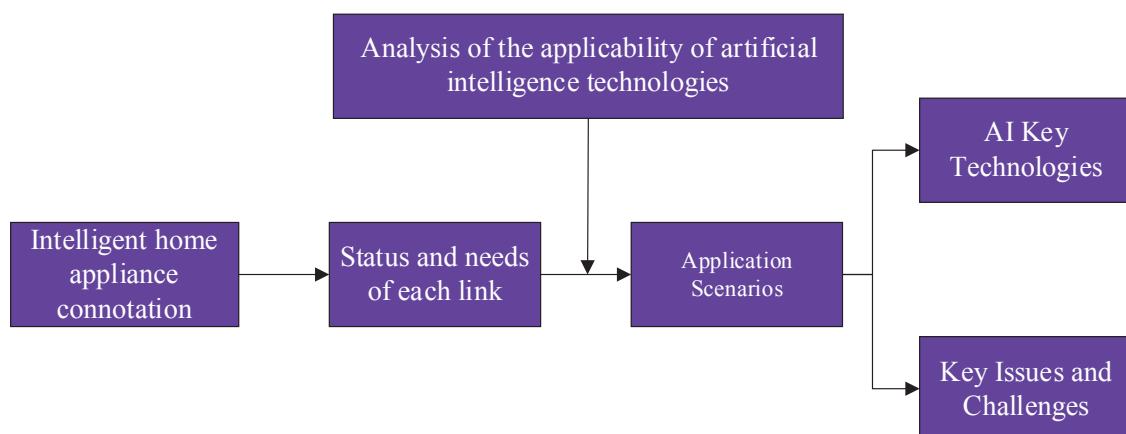 Analysis of the applicability of artificial
intelligence technologies
AI Key
Technologies
Intelligent home
appliance
connotation
Status and needs
of each link
Application
Scenarios
Key Issues and
Challenges